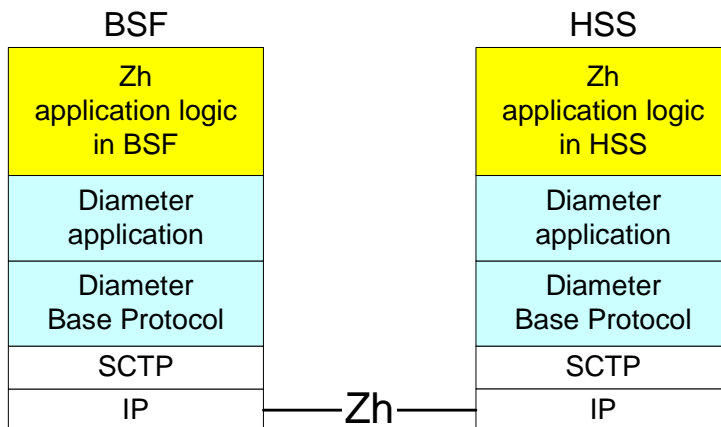 BSF
HSS
Zh
application logic
in BSF
Zh
application logic
in HSS
Diameter
application
Diameter
application
Diameter
Base Protocol
Diameter
Base Protocol
SCTP
SCTP
IP
Zh
IP